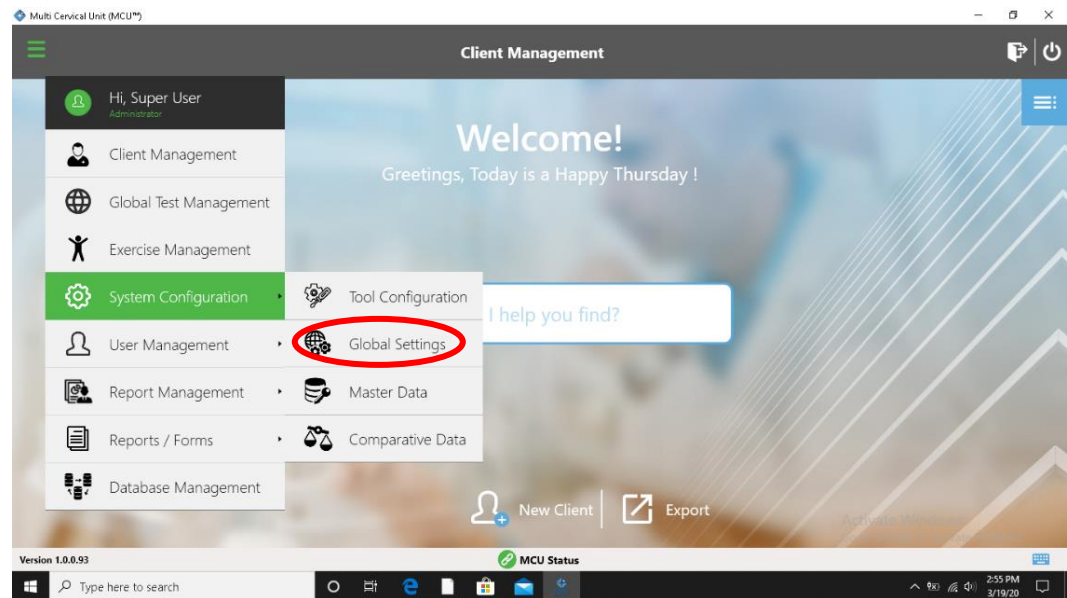 Multi Cervical Unit (MCU™)
Client Management
Hi, Super User
Administrator
Client Management
Global Test Management
Exercise Management
System Configuration
User Management
Report Management
Reports / Forms
Database Management
Tool Configuration
Global Settings
Master Data
Comparative Data
Welcome!
Greetings, Today is a Happy Thursday !
I help you find?
New Client
Export
Activate Windows
Version 1.0.0.93
MCU Status
Type here to search
2:55 PM
3/19/20